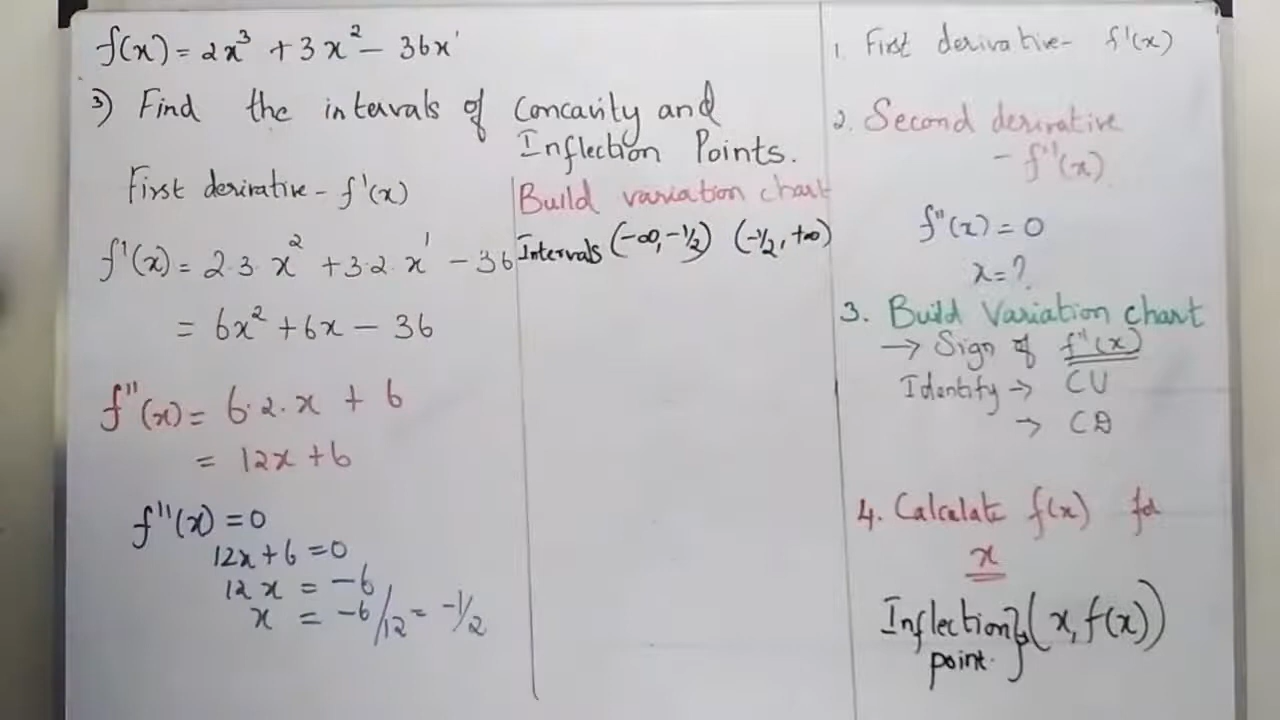 f(x) = 2x³ + 3x² - 36x'
3) Find the intervals of Concavity and
Inflection Points.
First derivative - f'(x)
f'(x) = 2·3·x² + 3·2·x¹ - 36
= 6x² + 6x - 36
f''(x) = 6·2·x + 6
= 12x + 6
f''(x) = 0
12x + 6 = 0
12x = -6
x = -6/12 = -1/2
Build variation chart
Intervals (-∞, -1/2) (-1/2, +∞)
1. First derivative - f'(x)
2. Second derivative
- f''(x)
f''(x) = 0
x = ?
3. Build Variation chart
→ Sign of f''(x)
Identify → CU
→ CD
4. Calculate f(x) for
x
Inflection } (x, f(x))
point.